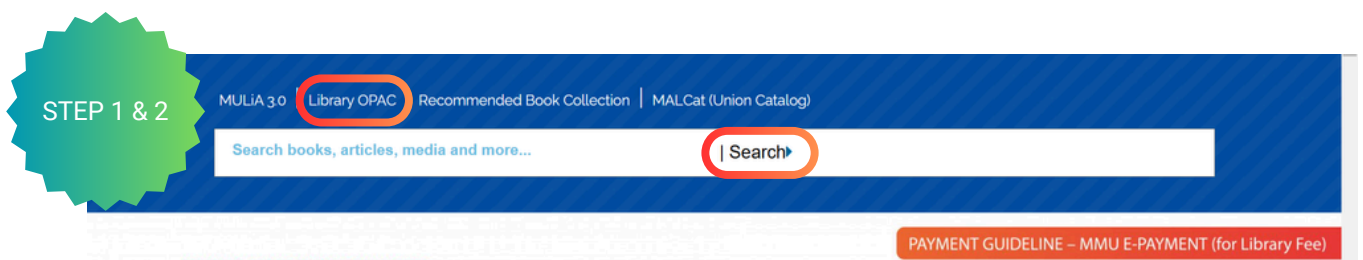 STEP 1 & 2
MULiA 3.0 | Library OPAC Recommended Book Collection | MALCat (Union Catalog)
Search books, articles, media and more... | Search
PAYMENT GUIDELINE – MMU E-PAYMENT (for Library Fee)